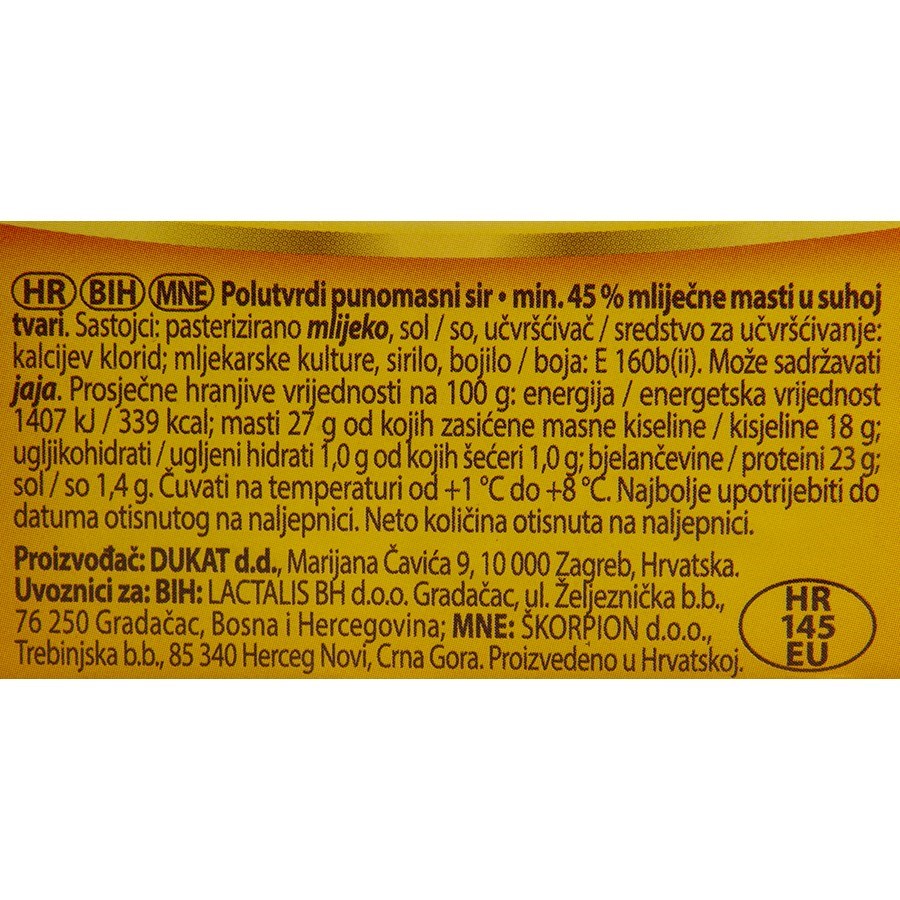 HR BIH MNE Polutvrdi punomasni sir • min. 45 % mliječne masti u suhoj
tvari. Sastojci: pasterizirano mlijeko, sol / so, učvršćivač / sredstvo za učvršćivanje:
kalcijev klorid; mljekarske kulture, sirilo, bojilo / boja: E 160b(ii). Može sadržavati
jaja. Prosječne hranjive vrijednosti na 100 g: energija / energetska vrijednost
1407 kJ / 339 kcal; masti 27 g od kojih zasićene masne kiseline / kisjeline 18 g;
ugljikohidrati / ugljeni hidrati 1,0 g od kojih šećeri 1,0 g; bjelančevine / proteini 23 g;
sol / so 1,4 g. Čuvati na temperaturi od +1 °C do +8 °C. Najbolje upotrijebiti do
datuma otisnutog na naljepnici. Neto količina otisnuta na naljepnici.
Proizvođač: DUKAT d.d., Marijana Čavića 9, 10 000 Zagreb, Hrvatska.
Uvoznici za: BIH: LACTALIS BH d.o.o. Gradačac, ul. Željeznička b.b.,
76 250 Gradačac, Bosna i Hercegovina; MNE: ŠKORPION d.o.o.,
Trebinjska b.b., 85 340 Herceg Novi, Crna Gora. Proizvedeno u Hrvatskoj.
HR
145
EU